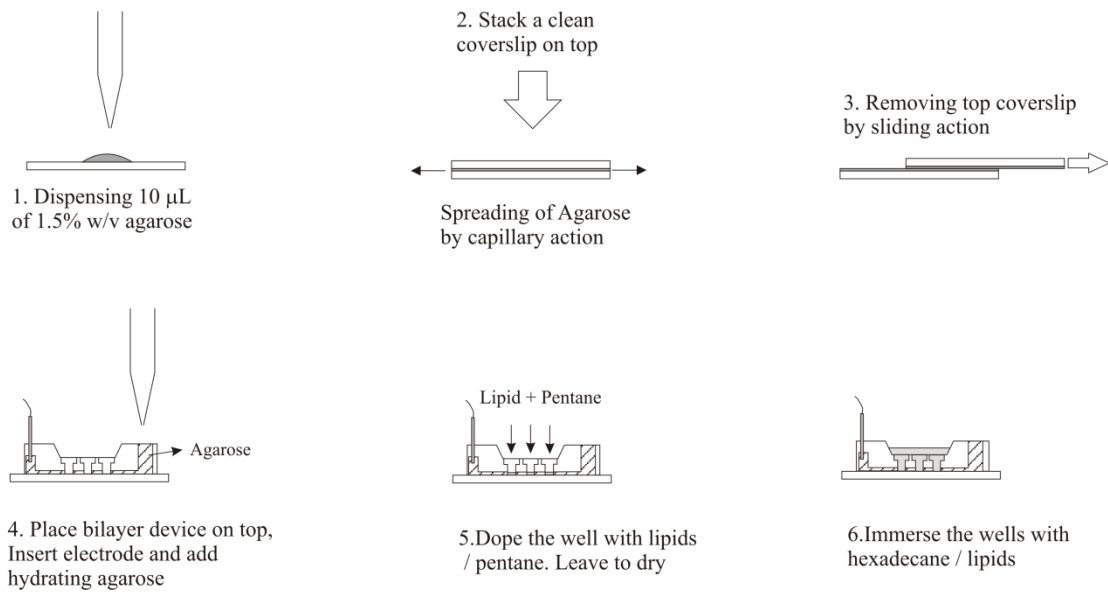 1. Dispensing 10 μL
of 1.5% w/v agarose
2. Stack a clean
coverslip on top
Spreading of Agarose
by capillary action
3. Removing top coverslip
by sliding action
Agarose
4. Place bilayer device on top,
Insert electrode and add
hydrating agarose
Lipid + Pentane
5.Dope the well with lipids
/ pentane. Leave to dry
6.Immerse the wells with
hexadecane / lipids